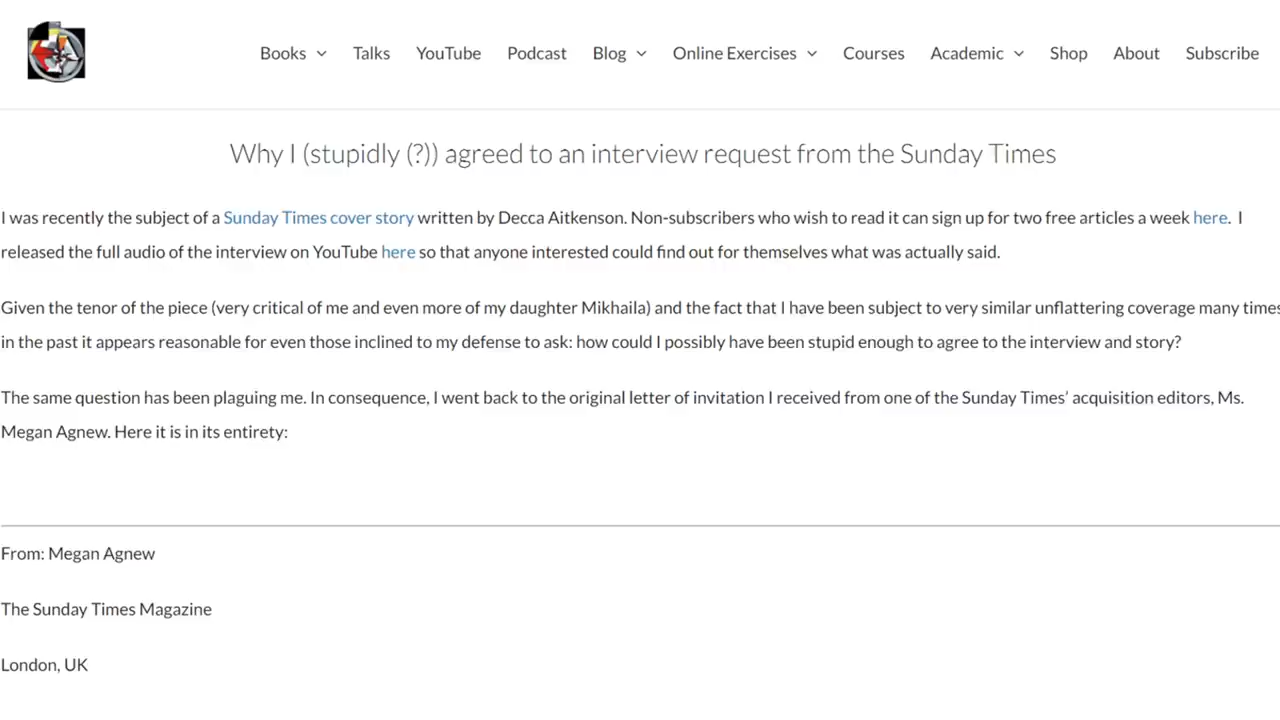 Books Talks YouTube Podcast Blog Online Exercises Courses Academic Shop About Subscribe
Why I (stupidly (?)) agreed to an interview request from the Sunday Times
I was recently the subject of a Sunday Times cover story written by Decca Aitkenson. Non-subscribers who wish to read it can sign up for two free articles a week here. I
released the full audio of the interview on YouTube here so that anyone interested could find out for themselves what was actually said.
Given the tenor of the piece (very critical of me and even more of my daughter Mikhaila) and the fact that I have been subject to very similar unflattering coverage many times
in the past it appears reasonable for even those inclined to my defense to ask: how could I possibly have been stupid enough to agree to the interview and story?
The same question has been plaguing me. In consequence, I went back to the original letter of invitation I received from one of the Sunday Times' acquisition editors, Ms.
Megan Agnew. Here it is in its entirety:
From: Megan Agnew
The Sunday Times Magazine
London, UK